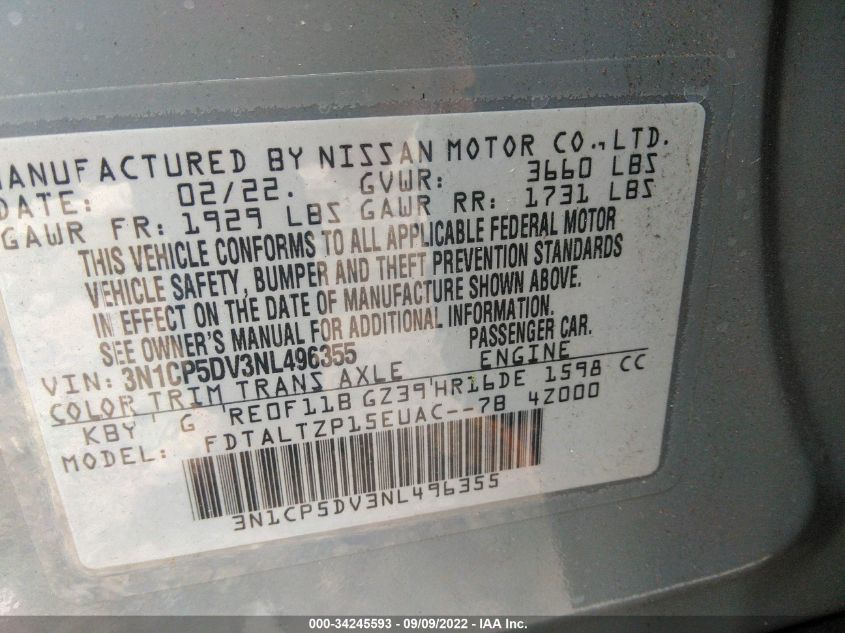 MANUFACTURED BY NISSAN MOTOR CO., LTD.
DATE: 02/22. GVWR: 3660 LBS
GAWR FR: 1929 LBS GAWR RR: 1731 LBS
THIS VEHICLE CONFORMS TO ALL APPLICABLE FEDERAL MOTOR
VEHICLE SAFETY, BUMPER AND THEFT PREVENTION STANDARDS
IN EFFECT ON THE DATE OF MANUFACTURE SHOWN ABOVE.
SEE OWNER'S MANUAL FOR ADDITIONAL INFORMATION.
VIN: 3N1CP5DV3NL496355 PASSENGER CAR.
COLOR TRIM TRANS AXLE ENGINE
KBY G RE0F11B GZ39 HR16DE 1598 CC
MODEL: FDTALTZP15EUAC--7B 4Z000
3N1CP5DV3NL496355
000-34245593 - 09/09/2022 - IAA Inc.